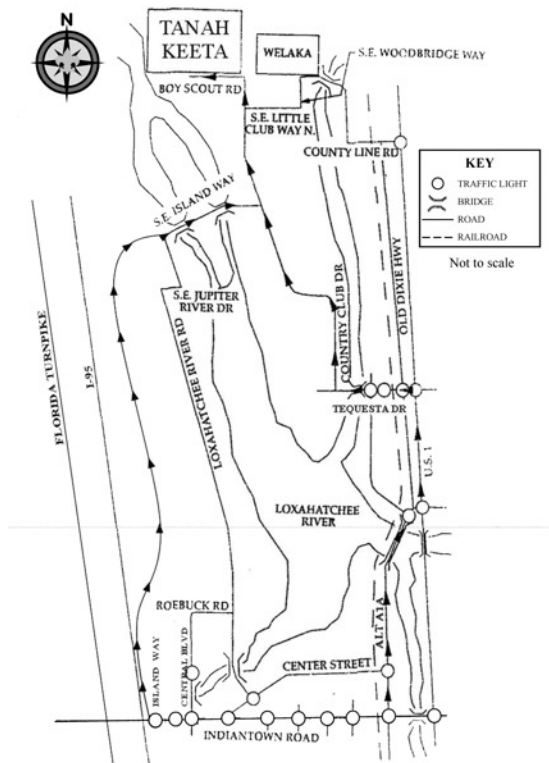 N
TANAH
KEETA
WELAKA
S.E. WOODBRIDGE WAY
BOY SCOUT RD
S.E. LITTLE
CLUB WAY N.
COUNTY LINE RD
KEY
TRAFFIC LIGHT
BRIDGE
ROAD
RAILROAD
Not to scale
S.E. ISLAND WAY
S.E. JUPITER
RIVER DR
COUNTRY CLUB DR
OLD DIXIE HWY
FLORIDA TURNPIKE
I-95
LOXAHATCHEE RIVER RD
TEQUESTA DR
U.S. 1
LOXAHATCHEE
RIVER
ROEBUCK RD
ISLAND WAY
CENTRAL BLVD
CENTER STREET
ALT A1A
INDIANTOWN ROAD